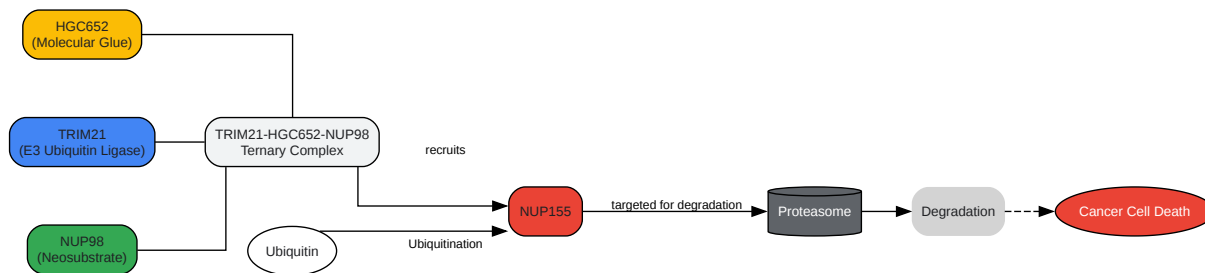 HGC652
(Molecular Glue)
TRIM21
(E3 Ubiquitin Ligase)
NUP98
(Neosubstrate)
TRIM21-HGC652-NUP98
Ternary Complex
recruits
Ubiquitin
Ubiquitination
NUP155
targeted for degradation
Proteasome
Degradation
Cancer Cell Death